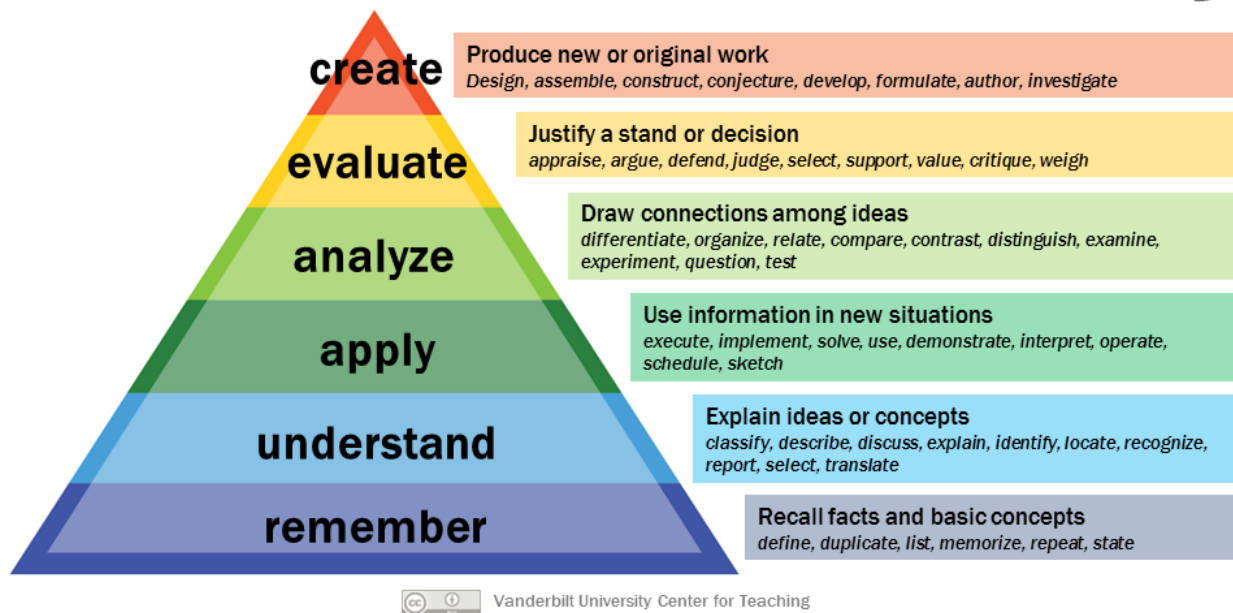 create
Produce new or original work
Design, assemble, construct, conjecture, develop, formulate, author, investigate
evaluate
Justify a stand or decision
appraise, argue, defend, judge, select, support, value, critique, weigh
analyze
Draw connections among ideas
differentiate, organize, relate, compare, contrast, distinguish, examine,
experiment, question, test
apply
Use information in new situations
execute, implement, solve, use, demonstrate, interpret, operate,
schedule, sketch
understand
Explain ideas or concepts
classify, describe, discuss, explain, identify, locate, recognize,
report, select, translate
remember
Recall facts and basic concepts
define, duplicate, list, memorize, repeat, state
cc
Vanderbilt University Center for Teaching